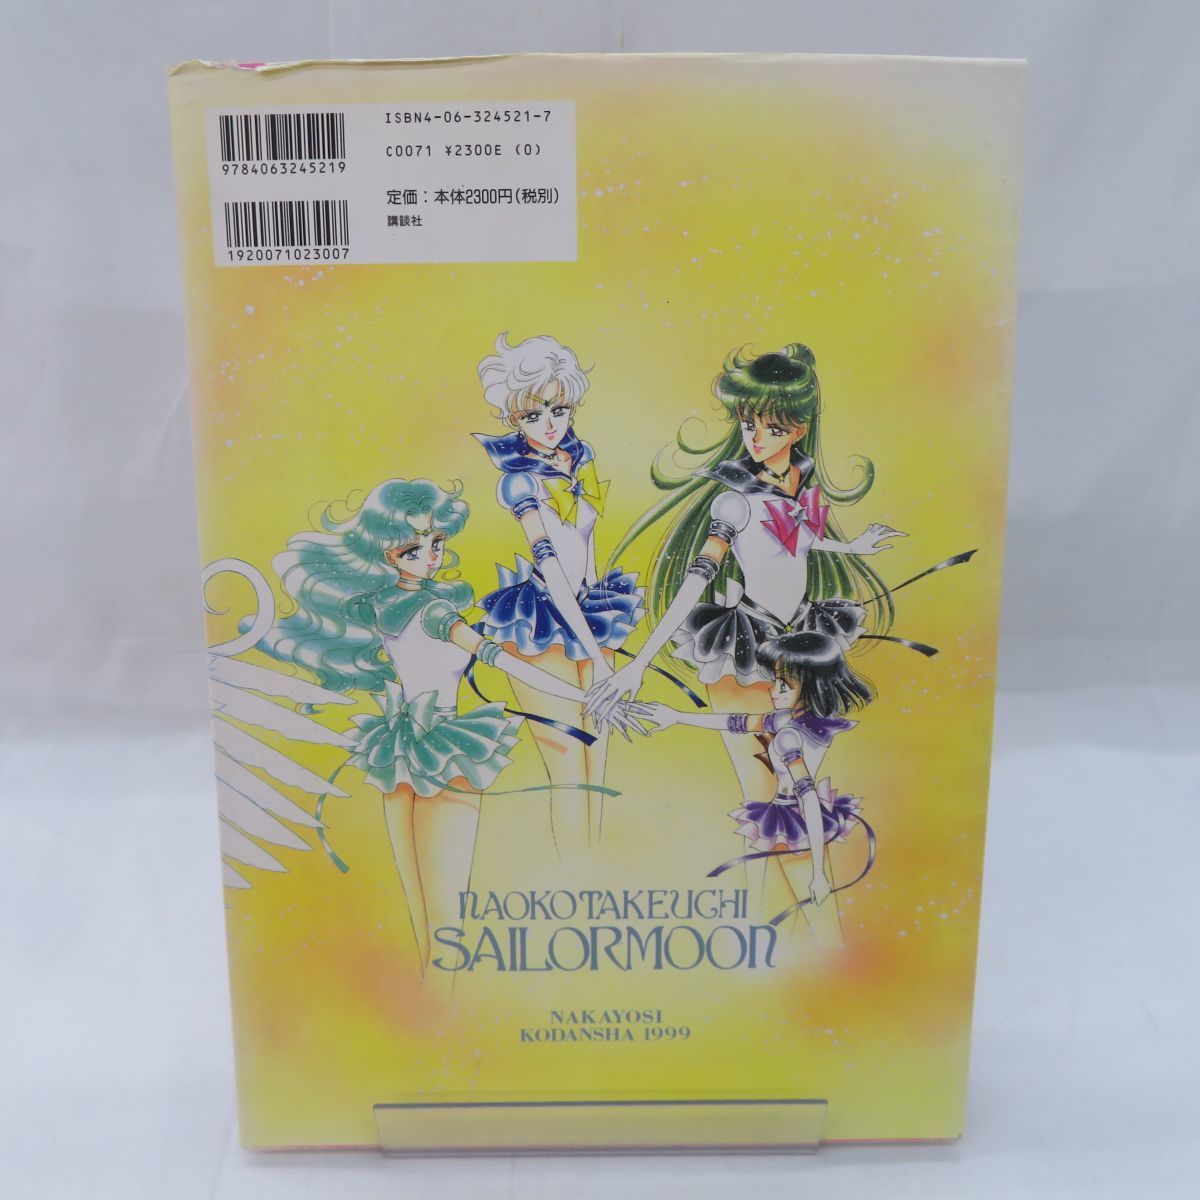 ISBN4-06-324521-7
9784063245219
C0071 ¥2300E (0)
定価：本体2300円(税別)
講談社
1920071023007
NAOKO TAKEUCHI
SAILORMOON
NAKAYOSI
KODANSHA 1999